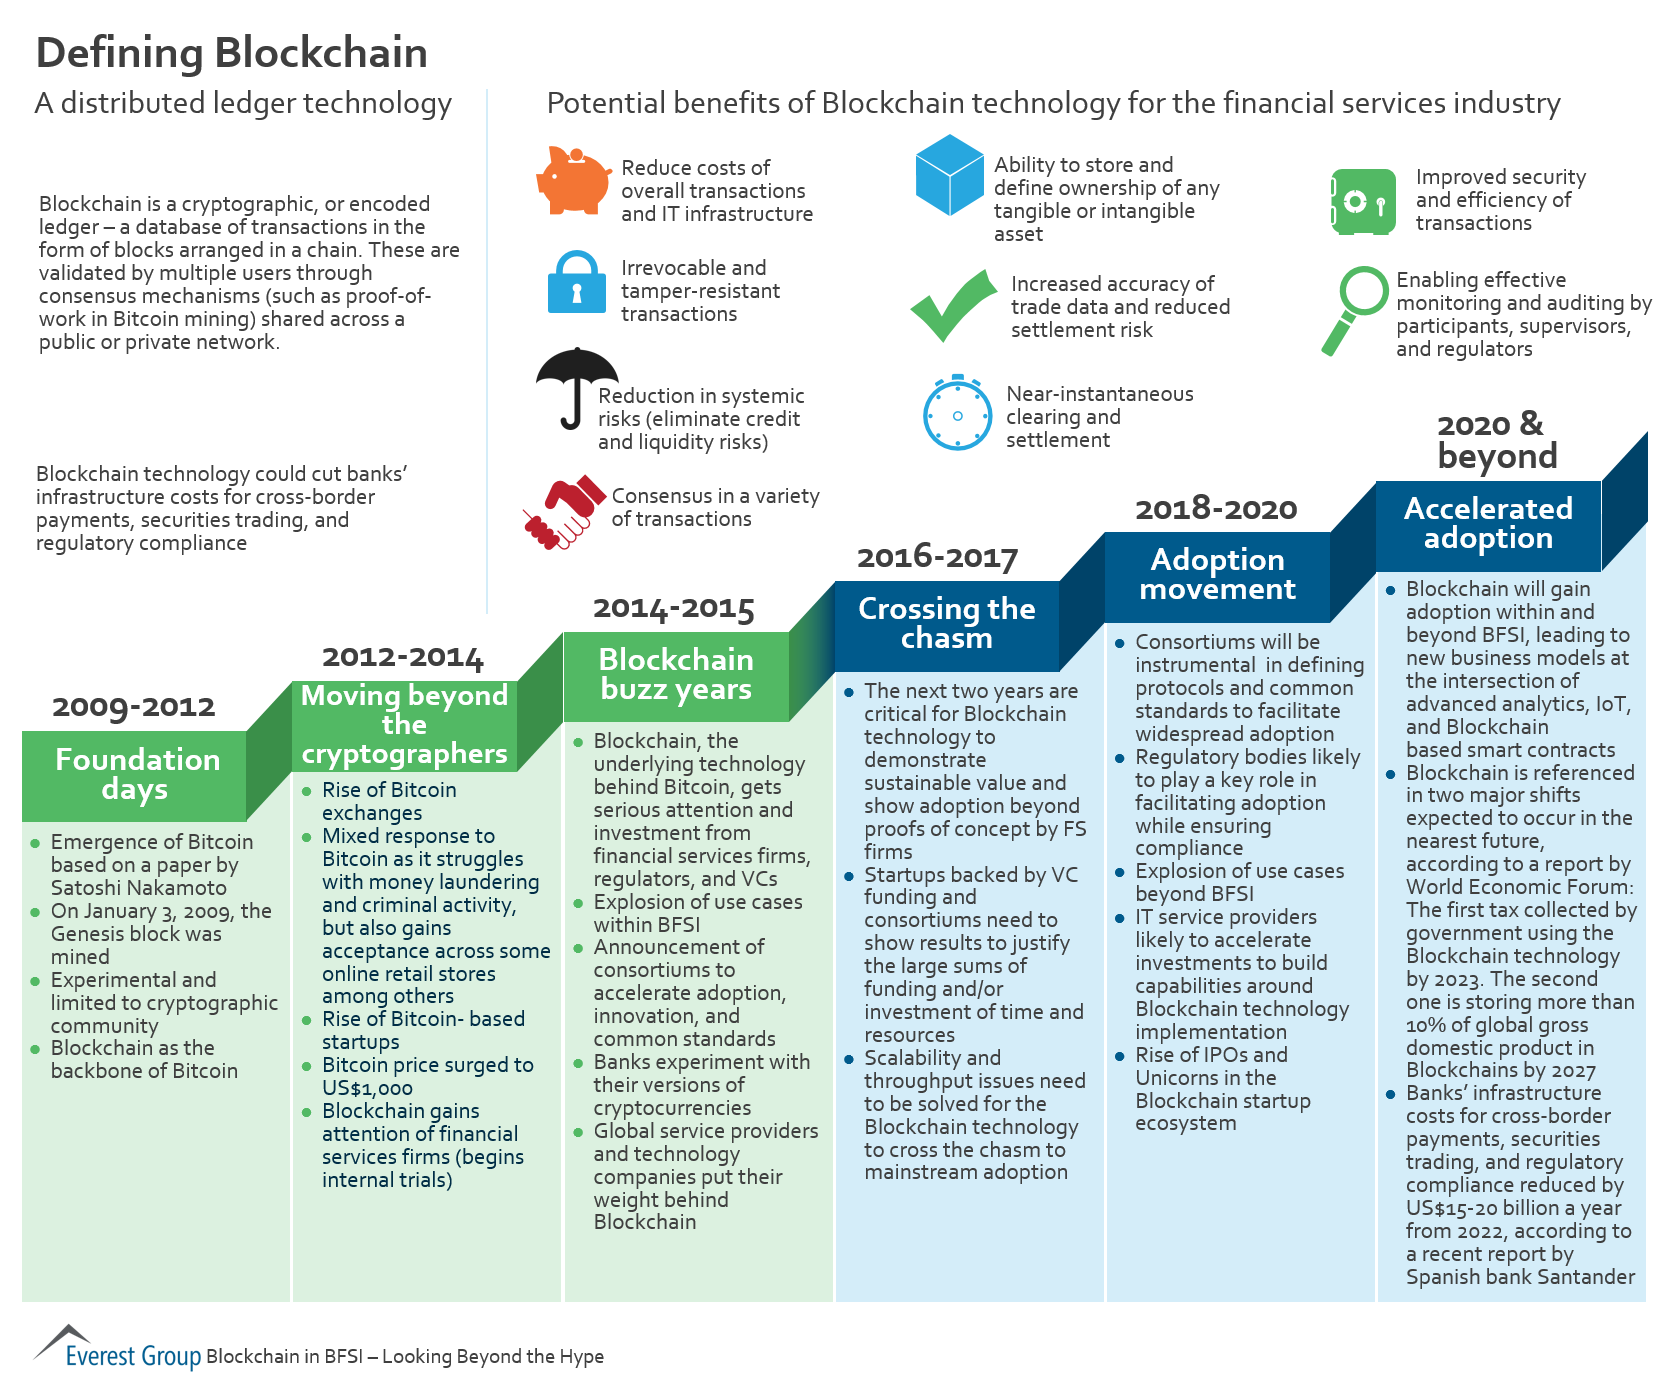 Defining Blockchain
A distributed ledger technology
Blockchain is a cryptographic, or encoded
ledger – a database of transactions in the
form of blocks arranged in a chain. These are
validated by multiple users through
consensus mechanisms (such as proof-of-
work in Bitcoin mining) shared across a
public or private network.
Blockchain technology could cut banks’
infrastructure costs for cross-border
payments, securities trading, and
regulatory compliance
Potential benefits of Blockchain technology for the financial services industry
Reduce costs of
overall transactions
and IT infrastructure
Irrevocable and
tamper-resistant
transactions
Reduction in systemic
risks (eliminate credit
and liquidity risks)
Consensus in a variety
of transactions
Ability to store and
define ownership of any
tangible or intangible
asset
Increased accuracy of
trade data and reduced
settlement risk
Near-instantaneous
clearing and
settlement
Improved security
and efficiency of
transactions
Enabling effective
monitoring and auditing by
participants, supervisors,
and regulators
2009-2012
Foundation
days
• Emergence of Bitcoin
based on a paper by
Satoshi Nakamoto
• On January 3, 2009, the
Genesis block was
mined
• Experimental and
limited to cryptographic
community
• Blockchain as the
backbone of Bitcoin
2012-2014
Moving beyond
the
cryptographers
• Rise of Bitcoin
exchanges
• Mixed response to
Bitcoin as it struggles
with money laundering
and criminal activity,
but also gains
acceptance across some
online retail stores
among others
• Rise of Bitcoin- based
startups
• Bitcoin price surged to
US$1,000
• Blockchain gains
attention of financial
services firms (begins
internal trials)
2014-2015
Blockchain
buzz years
• Blockchain, the
underlying technology
behind Bitcoin, gets
serious attention and
investment from
financial services firms,
regulators, and VCs
• Explosion of use cases
within BFSI
• Announcement of
consortiums to
accelerate adoption,
innovation, and
common standards
• Banks experiment with
their versions of
cryptocurrencies
• Global service providers
and technology
companies put their
weight behind
Blockchain
2016-2017
Crossing the
chasm
• The next two years are
critical for Blockchain
technology to
demonstrate
sustainable value and
show adoption beyond
proofs of concept by FS
firms
• Startups backed by VC
funding and
consortiums need to
show results to justify
the large sums of
funding and/or
investment of time and
resources
• Scalability and
throughput issues need
to be solved for the
Blockchain technology
to cross the chasm to
mainstream adoption
2018-2020
Adoption
movement
• Consortiums will be
instrumental in defining
protocols and common
standards to facilitate
widespread adoption
• Regulatory bodies likely
to play a key role in
facilitating adoption
while ensuring
compliance
• Explosion of use cases
beyond BFSI
• IT service providers
likely to accelerate
investments to build
capabilities around
Blockchain technology
implementation
• Rise of IPOs and
Unicorns in the
Blockchain startup
ecosystem
2020 &
beyond
Accelerated
adoption
• Blockchain will gain
adoption within and
beyond BFSI, leading to
new business models at
the intersection of
advanced analytics, IoT,
and Blockchain
based smart contracts
• Blockchain is referenced
in two major shifts
expected to occur in the
nearest future,
according to a report by
World Economic Forum:
The first tax collected by
government using the
Blockchain technology
by 2023. The second
one is storing more than
10% of global gross
domestic product in
Blockchains by 2027
• Banks’ infrastructure
costs for cross-border
payments, securities
trading, and regulatory
compliance reduced by
US$15-20 billion a year
from 2022, according to
a recent report by
Spanish bank Santander
Everest Group Blockchain in BFSI – Looking Beyond the Hype